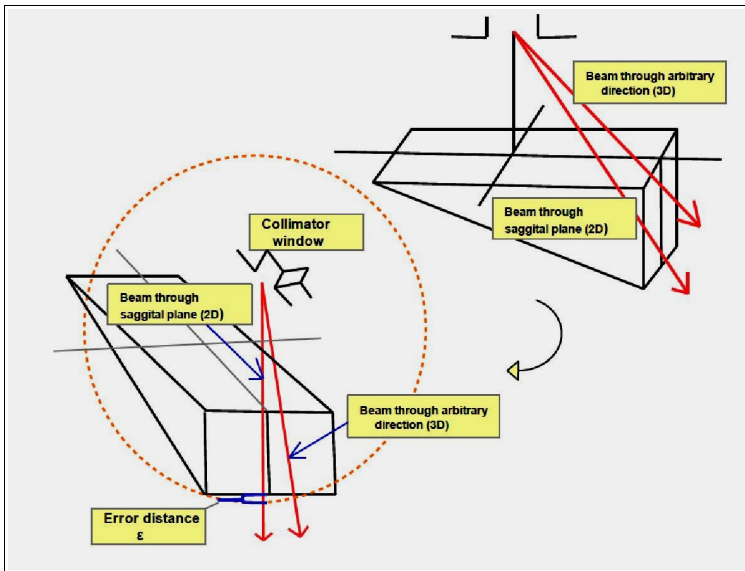 Beam through arbitrary
direction (3D)
Beam through
saggital plane (2D)
Collimator
window
Beam through
saggital plane (2D)
Beam through arbitrary
direction (3D)
Error distance
ε